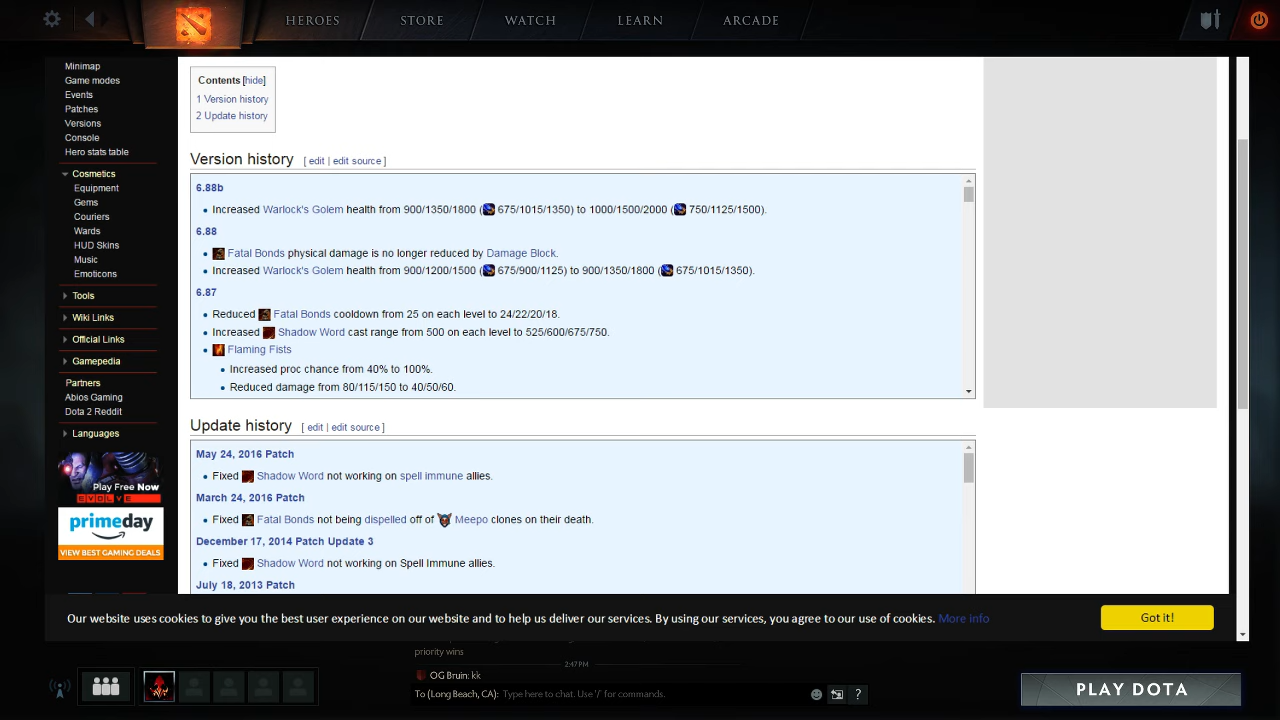 HEROES STORE WATCH LEARN ARCADE
Minimap
Game modes
Events
Patches
Versions
Console
Hero stats table
Cosmetics
Equipment
Gems
Couriers
Wards
HUD Skins
Music
Emoticons
Tools
Wiki Links
Official Links
Gamepedia
Partners
Abios Gaming
Dota 2 Reddit
Languages
Play Free Now
EVOLVE
primeday
VIEW BEST GAMING DEALS
Contents [hide]
1 Version history
2 Update history
Version history [ edit | edit source ]
6.88b
Increased Warlock's Golem health from 900/1350/1800 ( 675/1015/1350) to 1000/1500/2000 ( 750/1125/1500).
6.88
Fatal Bonds physical damage is no longer reduced by Damage Block.
Increased Warlock's Golem health from 900/1200/1500 ( 675/900/1125) to 900/1350/1800 ( 675/1015/1350).
6.87
Reduced Fatal Bonds cooldown from 25 on each level to 24/22/20/18.
Increased Shadow Word cast range from 500 on each level to 525/600/675/750.
Flaming Fists
Increased proc chance from 40% to 100%.
Reduced damage from 80/115/150 to 40/50/60.
Update history [ edit | edit source ]
May 24, 2016 Patch
Fixed Shadow Word not working on spell immune allies.
March 24, 2016 Patch
Fixed Fatal Bonds not being dispelled off of Meepo clones on their death.
December 17, 2014 Patch Update 3
Fixed Shadow Word not working on Spell Immune allies.
July 18, 2013 Patch
Our website uses cookies to give you the best user experience on our website and to help us deliver our services. By using our services, you agree to our use of cookies. More info
Got it!
priority wins
2:47 PM
OG Bruin: kk
To (Long Beach, CA): Type here to chat. Use '/' for commands.
?
PLAY DOTA